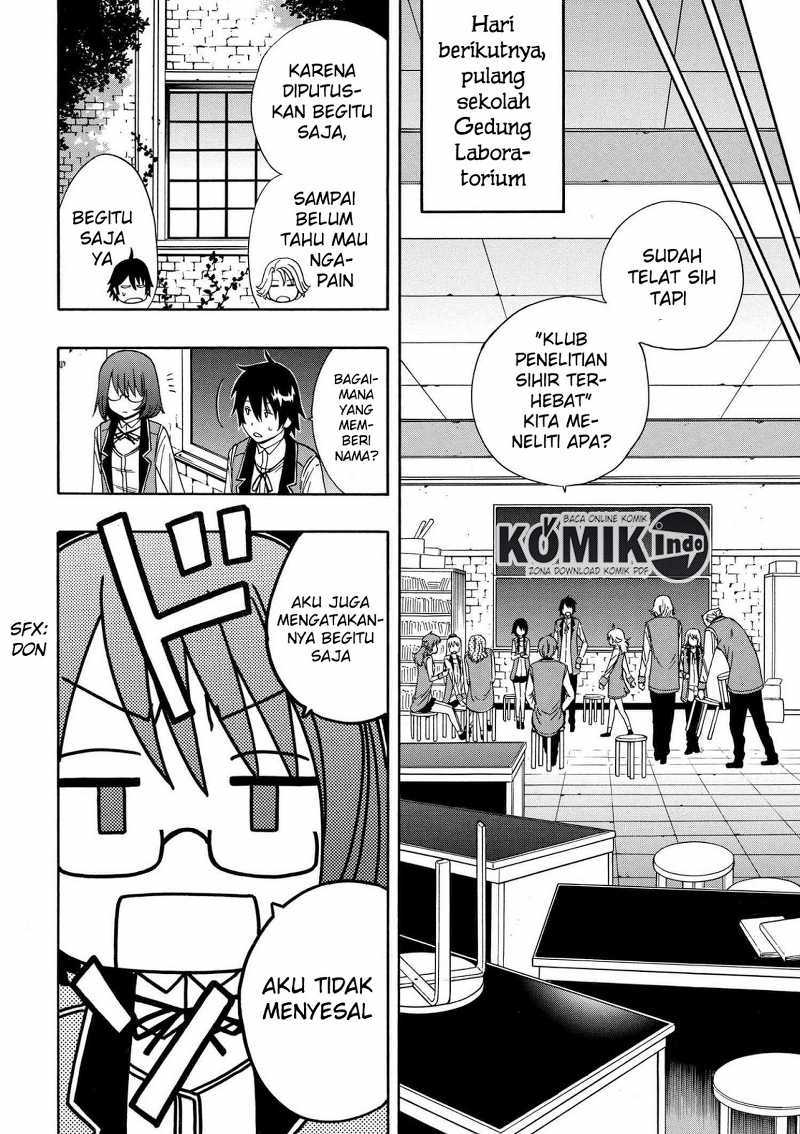 Hari
berikutnya,
pulang
sekolah
Gedung
Labora-
torium
SUDAH
TELAT SIH
TAPI
"KLUB
PENELITIAN
SIHIR TER-
HEBAT"
KITA ME-
NELITI APA?
BACA ONLINE KOMIK
KOMIK indo
ZONA DOWNLOAD KOMIK PDF
KARENA
DIPUTUS-
KAN BEGITU
SAJA,
SAMPAI
BELUM
TAHU MAU
NGA-
PAIN
BEGITU
SAJA
YA
BAGAI-
MANA YANG
MEM-
BERI
NAMA?
ドン
SFX:
DON
AKU JUGA
MENGATAKAN-
NYA BEGITU
SAJA
AKU TIDAK
MENYESAL